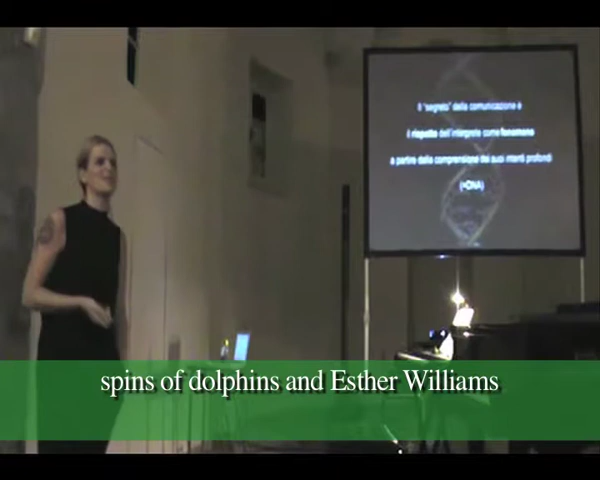 Il "segreto" della comunicazione è
il rispetto dell'interprete come fenomeno
a partire dalla comprensione dei suoi intenti profondi
(=DNA)
spins of dolphins and Esther Williams